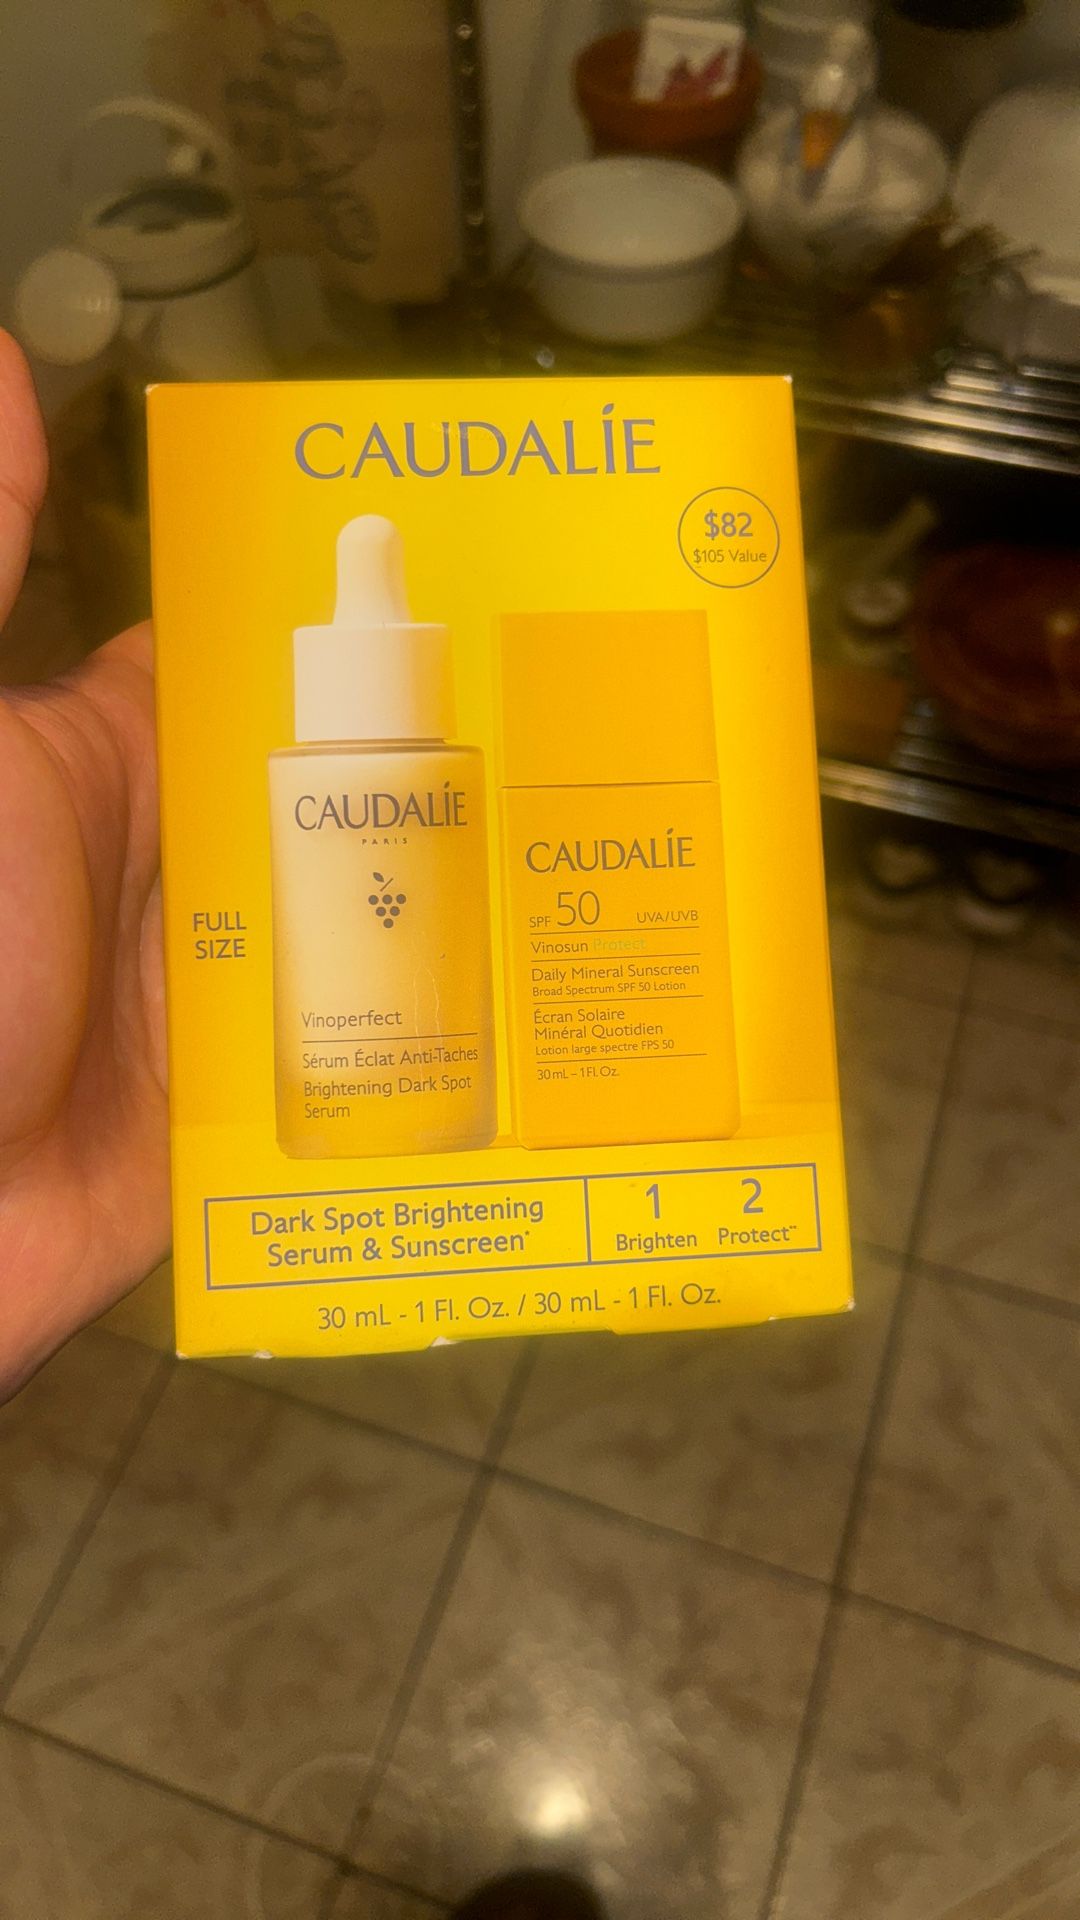 CAUDALÍE
$82
$105 Value
FULL
SIZE
CAUDALÍE
PARIS
Vinoperfect
Sérum Éclat Anti-Taches
Brightening Dark Spot
Serum
CAUDALÍE
SPF 50 UVA/UVB
Vinosun Protect
Daily Mineral Sunscreen
Broad Spectrum SPF 50 Lotion
Écran Solaire
Minéral Quotidien
Lotion large spectre FPS 50
30 mL – 1 Fl. Oz.
Dark Spot Brightening
Serum & Sunscreen*
1 2
Brighten Protect**
30 mL - 1 Fl. Oz. / 30 mL - 1 Fl. Oz.